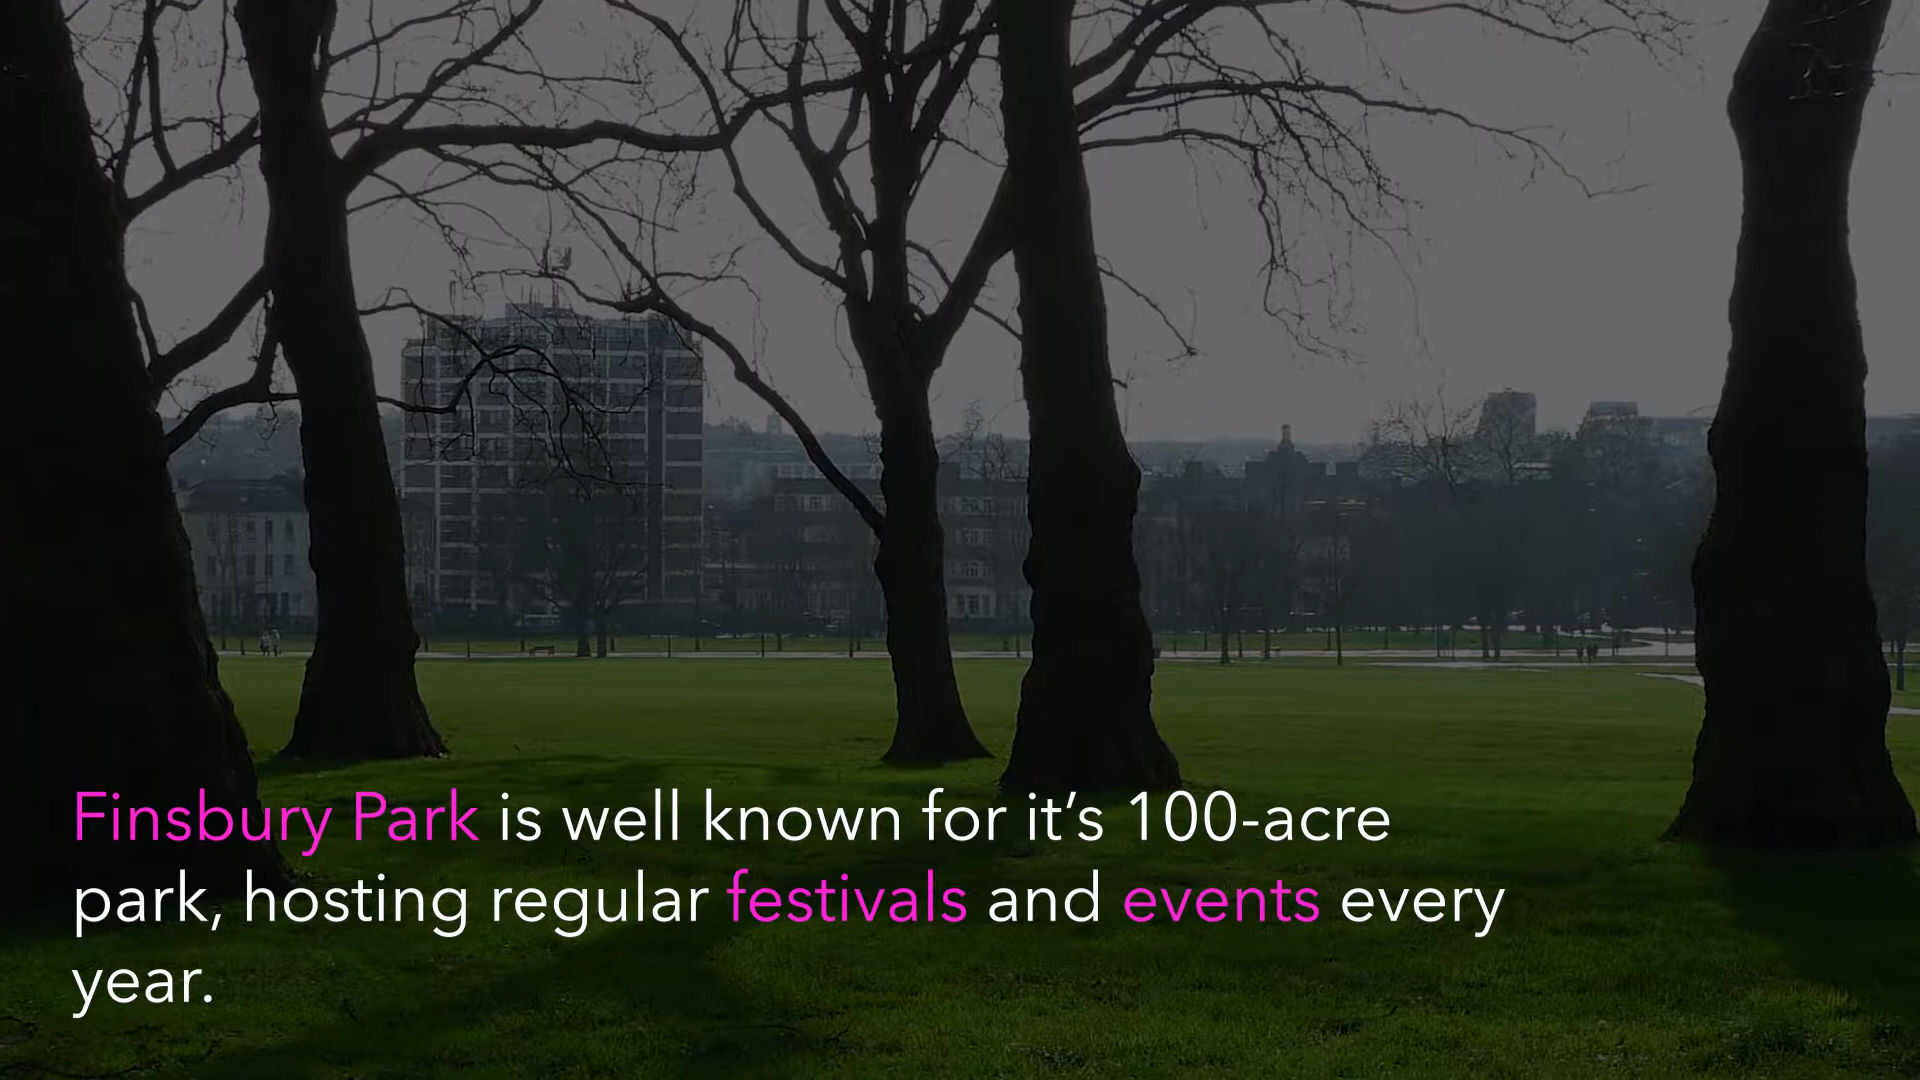 Finsbury Park is well known for it’s 100-acre
park, hosting regular festivals and events every
year.